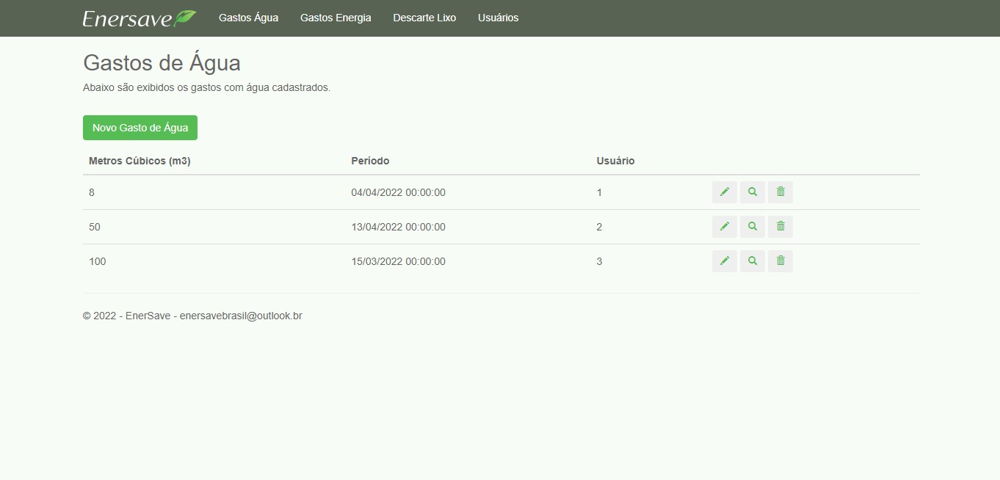 Enersave Gastos Água Gastos Energia Descarte Lixo Usuários
Gastos de Água
Abaixo são exibidos os gastos com água cadastrados.
Novo Gasto de Água
Metros Cúbicos (m3) Período Usuário
8 04/04/2022 00:00:00 1
50 13/04/2022 00:00:00 2
100 15/03/2022 00:00:00 3
© 2022 - EnerSave - enersavebrasil@outlook.br